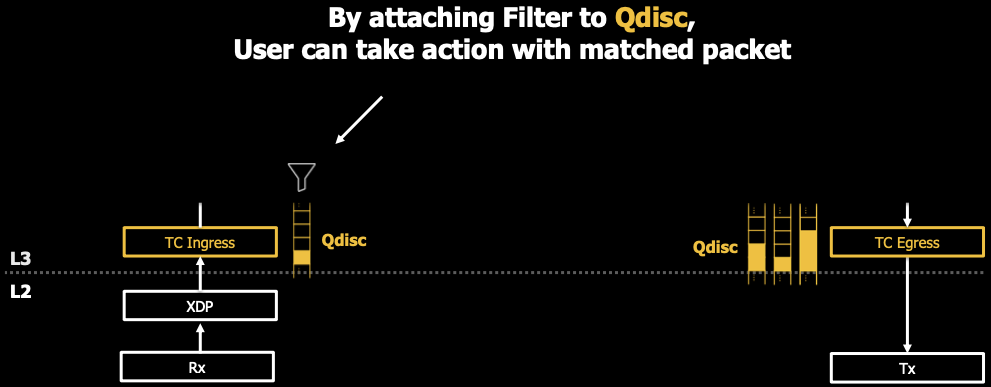 By attaching Filter to Qdisc,
User can take action with matched packet
TC Ingress
Qdisc
Qdisc
TC Egress
L3
L2
XDP
Rx
Tx